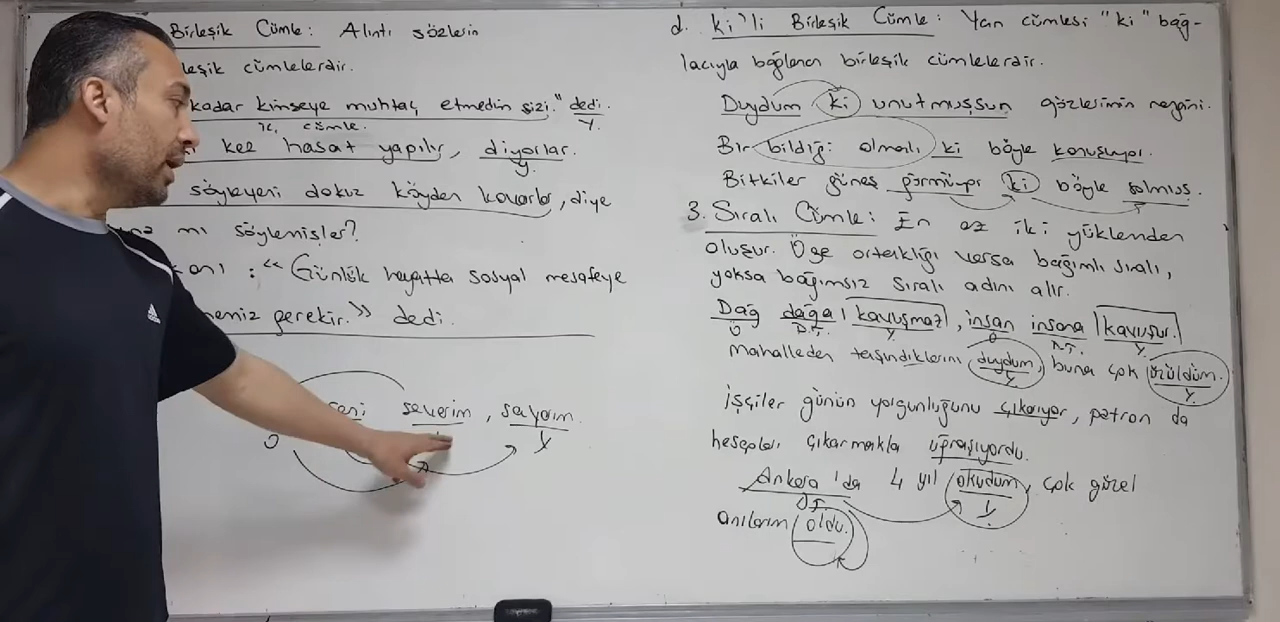 Birleşik Cümle: Alıntı sözlerin
leşik cümlelerdir.
kadar kimseye muhtaç etmedin sizi." dedi.
Y.
iç cümle.
kel hasat yapılır, diyorlar.
Y.
söyleyeni dokuz köyden kovarlar, diye
mı söylemişler?
: "Günlük hayatta sosyal mesafeye
gerekir.» dedi.
seni severim, sayarım.
Ö Y Y
d. ki'li Birleşik Cümle: Yan cümlesi "ki" bağ-
lacıyla bağlanan birleşik cümlelerdir.
Duydum ki unutmuşsun gözlerimin rengini.
Bir bildiği olmalı ki böyle konuşuyor.
Bitkiler güneş görmüyor ki böyle solmuş.
3. Sıralı Cümle: En az iki yüklemden
oluşur. Öge ortaklığı varsa bağımlı sıralı,
yoksa bağımsız sıralı adını alır.
Dağ dağa kavuşmaz, insan insana kavuşur.
Ö D.T. Y. Ö D.T. Y.
Mahalleden taşındıklarını duydum, buna çok üzüldüm.
Y Y.
İşçiler günün yorgunluğunu çıkarıyor, patron da
hesapları çıkarmakla uğraşıyordu.
Ankara'da 4 yıl okudum, çok güzel
Y
anılarım oldu.